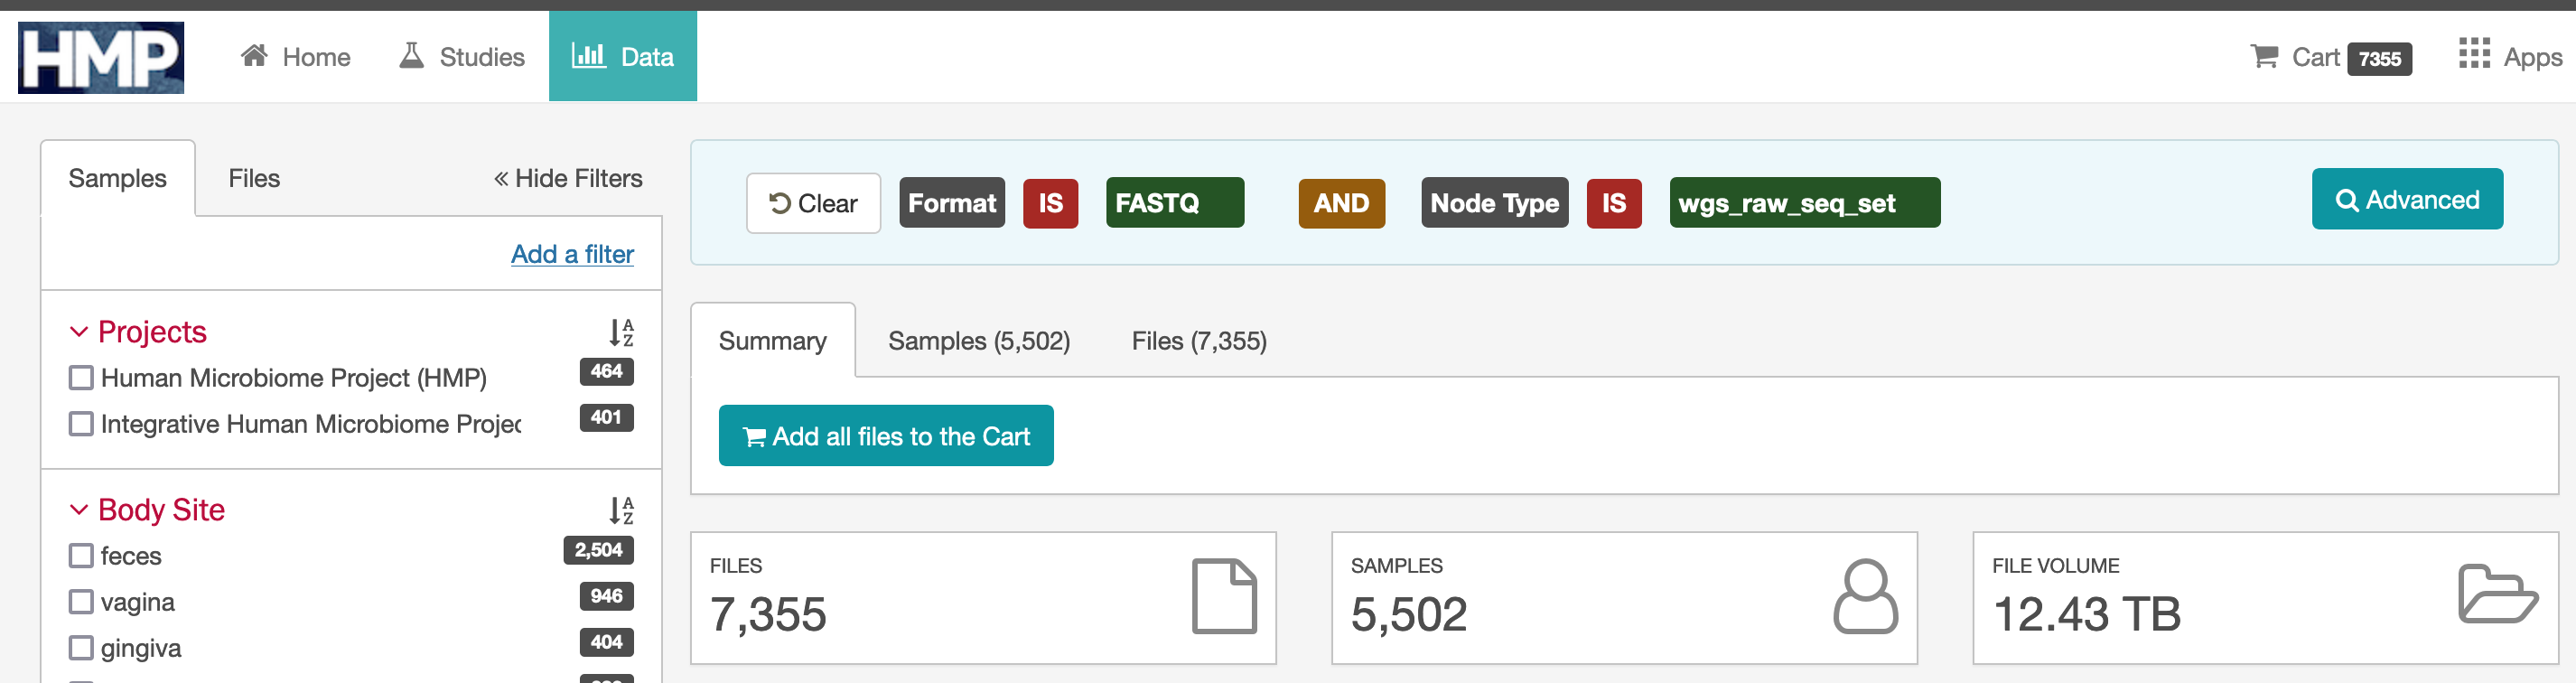 HMP
Home
Studies
Data
Cart 7355
Apps
Samples
Files
« Hide Filters
Add a filter
Projects
Human Microbiome Project (HMP) 464
Integrative Human Microbiome Projec 401
Body Site
feces 2,504
vagina 946
gingiva 404
Clear Format IS FASTQ AND Node Type IS wgs_raw_seq_set
Advanced
Summary
Samples (5,502)
Files (7,355)
Add all files to the Cart
FILES
7,355
SAMPLES
5,502
FILE VOLUME
12.43 TB